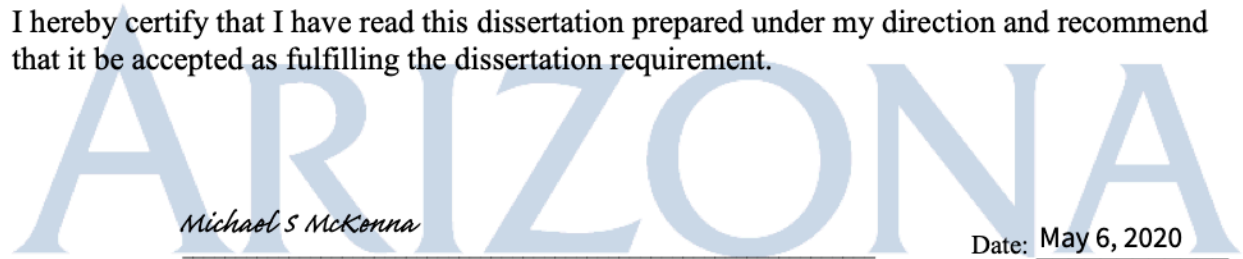 I hereby certify that I have read this dissertation prepared under my direction and recommend
that it be accepted as fulfilling the dissertation requirement.
ARIZONA
Michael S McKenna
Date: May 6, 2020